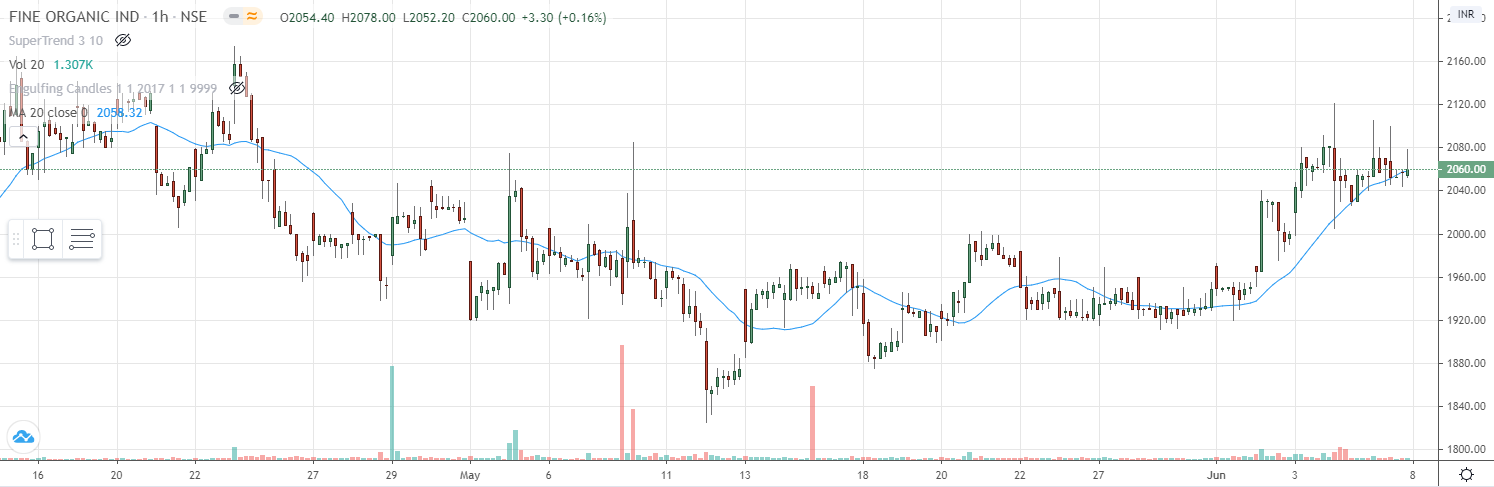 FINE ORGANIC IND · 1h · NSE O2054.40 H2078.00 L2052.20 C2060.00 +3.30 (+0.16%)
SuperTrend 3 10
Vol 20 1.307K
Engulfing Candles 1 1 2017 1 1 9999
MA 20 close 0 2058.32
INR
2160.00
2120.00
2080.00
2060.00
2040.00
2000.00
1960.00
1920.00
1880.00
1840.00
1800.00
16 20 22 27 29 May 6 11 13 18 20 22 27 Jun 3 8